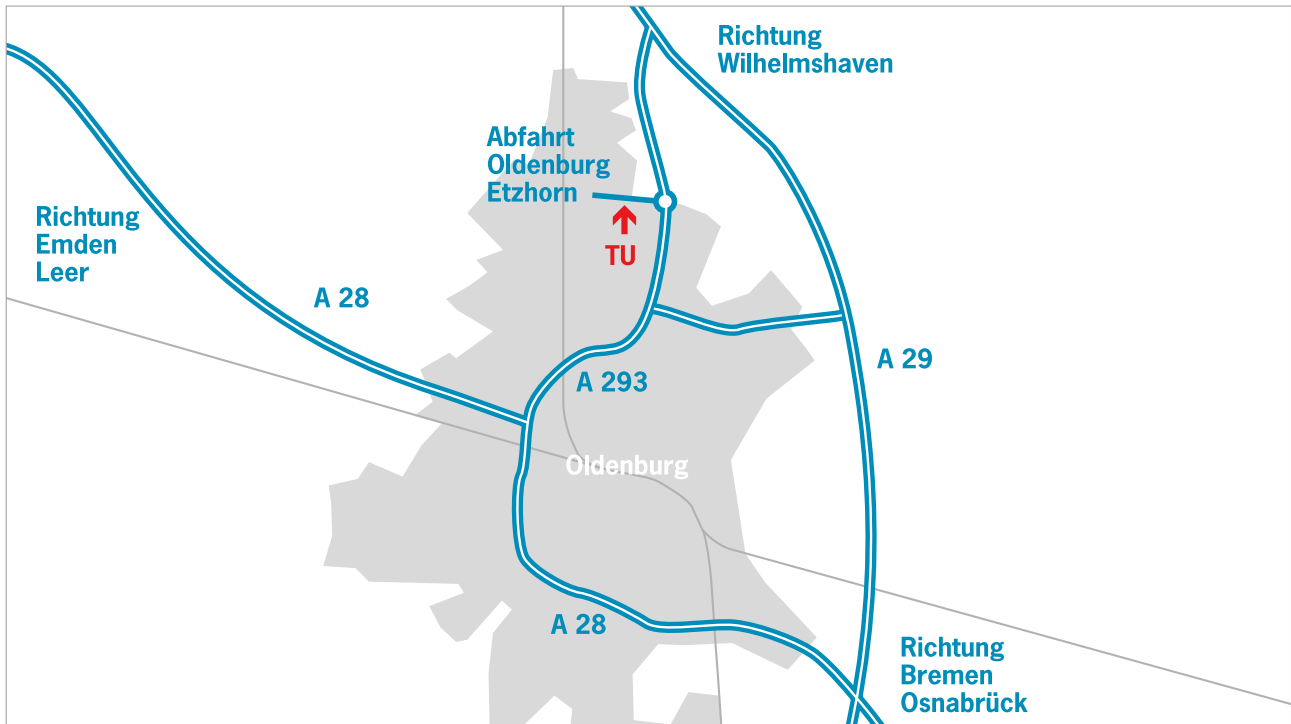 Richtung
Wilhelmshaven
Abfahrt
Oldenburg
Etzhorn
TU
Richtung
Emden
Leer
A 28
A 29
A 293
Oldenburg
A 28
Richtung
Bremen
Osnabrück